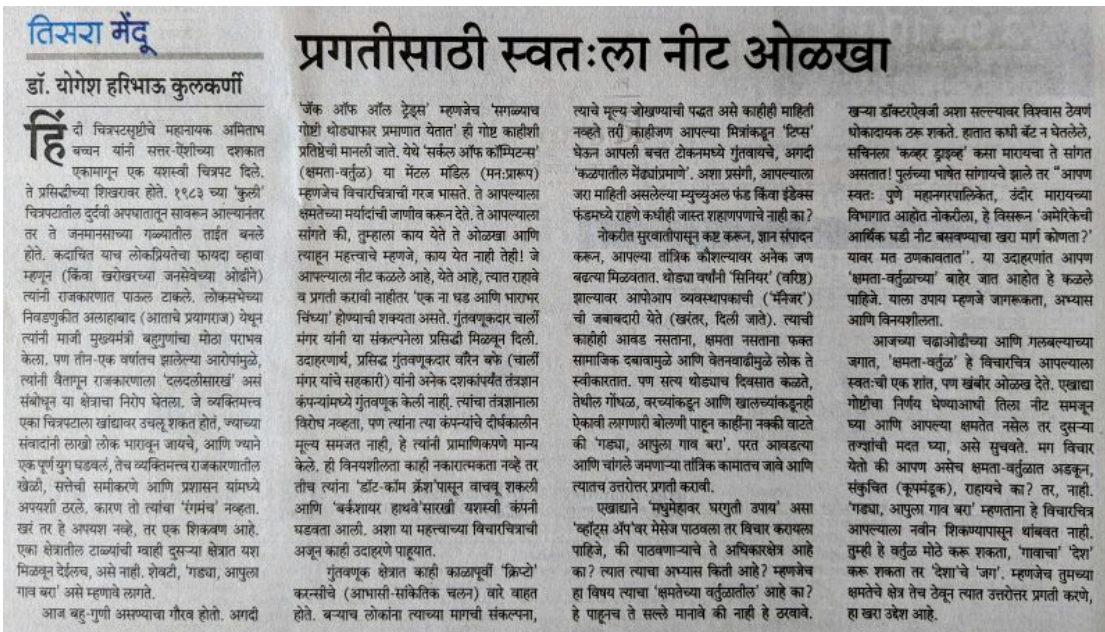 तिसरा मेंदू
डॉ. योगेश हरिभाऊ कुलकर्णी
प्रगतीसाठी स्वतःला नीट ओळखा
हिंदी चित्रपटसृष्टीचे महानायक अमिताभ
बच्चन यांनी सत्तर-ऐंशीच्या दशकात
एकामागून एक यशस्वी चित्रपट दिले.
ते प्रसिद्धीच्या शिखरावर होते. १९८३ च्या 'कुली'
चित्रपटातील दुर्दवी अपघातातून सावरून आल्यानंतर
तर ते जनमानसाच्या गळ्यातील ताईत बनले
होते. कदाचित याच लोकप्रियतेचा फायदा व्हावा
म्हणून (किंवा खरोखरच्या जनसेवेच्या ओढीने)
त्यांनी राजकारणात पाऊल टाकले. लोकसभेच्या
निवडणुकीत अलाहाबाद (आताचे प्रयागराज) येथून
त्यांनी माजी मुख्यमंत्री बहुगुणांचा मोठा पराभव
केला. पण तीन-एक वर्षातच झालेल्या आरोपांमुळे,
त्यांनी वैतागून राजकारणाला 'दलदलीसारखं' असं
संबोधून या क्षेत्राचा निरोप घेतला. जे व्यक्तिमत्त्व
एका चित्रपटाला खांद्यावर उचलू शकत होतं, ज्याच्या
संवादांनी लाखो लोक भारावून जायचे, आणि ज्याने
एक पूर्ण युग घडवलं, तेच व्यक्तिमत्त्व राजकारणातील
खेळी, सत्तेची समीकरणे आणि प्रशासन यांमध्ये
अपयशी ठरले, कारण तो त्यांचा 'रंगमंच' नव्हता.
खरं तर हे अपयश नव्हे, तर एक शिकवण आहे.
एका क्षेत्रातील टाळ्यांची ग्वाही दुसऱ्या क्षेत्रात यश
मिळवून देईलच, असे नाही. शेवटी, 'गड्या, आपुला
गाव बरा' असे म्हणावे लागते.
आज बहु-गुणी असण्याचा गौरव होतो. अगदी
'जॅक ऑफ ऑल ट्रेड्स' म्हणजेच 'सगळ्याच
गोष्टी थोड्याफार प्रमाणात येतात' ही गोष्ट काहीशी
प्रतिष्ठेची मानली जाते. येथे 'सर्कल ऑफ कॉम्पिटन्स'
(क्षमता-वर्तुळ) या मेंटल मॉडेल (मन:प्रारूप)
म्हणजेच विचारचित्राची गरज भासते. ते आपल्याला
क्षमतेच्या मर्यादांची जाणीव करून देते. ते आपल्याला
सांगते की, तुम्हाला काय येते ते ओळखा आणि
त्याहून महत्त्वाचे म्हणजे, काय येत नाही तेही! जे
आपल्याला नीट कळले आहे, येते आहे, त्यात राहावे
व प्रगती करावी नाहीतर 'एक ना धड आणि भाराभर
चिंध्या' होण्याची शक्यता असते. गुंतवणूकदार चार्ली
मंगर यांनी या संकल्पनेला प्रसिद्धी मिळवून दिली.
उदाहरणार्थ, प्रसिद्ध गुंतवणूकदार वॉरेन बफे (चार्ली
मंगर यांचे सहकारी) यांनी अनेक दशकांपर्यंत तंत्रज्ञान
कंपन्यांमध्ये गुंतवणूक केली नाही. त्यांचा तंत्रज्ञानाला
विरोध नव्हता, पण त्यांना त्या कंपन्यांचे दीर्घकालीन
मूल्य समजत नाही, हे त्यांनी प्रामाणिकपणे मान्य
केले. ही विनयशीलता काही नकारात्मकता नव्हे तर
तीच त्यांना 'डॉट-कॉम क्रॅश'पासून वाचवू शकली
आणि 'बर्कशायर हाथवे'सारखी यशस्वी कंपनी
घडवता आली. अशा या महत्त्वाच्या विचारचित्राची
अजून काही उदाहरणे पाहूयात.
गुंतवणूक क्षेत्रात काही काळापूर्वी 'क्रिप्टो'
करन्सीचे (आभासी-सांकेतिक चलन) वारे वाहत
होते. बऱ्याच लोकांना त्याच्या मागची संकल्पना,
त्याचे मूल्य जोखण्याची पद्धत असे काहीही माहिती
नव्हते तरी काहीजण आपल्या मित्रांकडून 'टिप्स'
घेऊन आपली बचत टोकनमध्ये गुंतवायचे, अगदी
'कळपातील मेंढ्यांप्रमाणे'. अशा प्रसंगी, आपल्याला
जरा माहिती असलेल्या म्युच्युअल फंड किंवा इंडेक्स
फंडमध्ये राहणे कधीही जास्त शहाणपणाचे नाही का?
नोकरीत सुरवातीपासून कष्ट करून, ज्ञान संपादन
करून, आपल्या तांत्रिक कौशल्यावर अनेक जण
बढत्या मिळवतात. थोड्या वर्षांनी 'सिनियर' (वरिष्ठ)
झाल्यावर आपोआप व्यवस्थापकाची ('मॅनेजर')
ची जबाबदारी येते (खरंतर, दिली जाते). त्याची
काहीही आवड नसताना, क्षमता नसताना फक्त
सामाजिक दबावामुळे आणि वेतनवाढीमुळे लोक ते
स्वीकारतात. पण सत्य थोड्याच दिवसात कळते,
तेथील गोंधळ, वरच्यांकडून आणि खालच्यांकडूनही
ऐकावी लागणारी बोलणी पाहून काहींना नक्की वाटते
की 'गड्या, आपुला गाव बरा'. परत आवडत्या
आणि चांगले जमणाऱ्या तांत्रिक कामातच जावे आणि
त्यातच उत्तरोत्तर प्रगती करावी.
एखाद्याने 'मधुमेहावर घरगुती उपाय' असा
'व्हॉट्स अ‍ॅप'वर मेसेज पाठवला तर विचार करायला
पाहिजे, की पाठवणाऱ्याचे ते अधिकारक्षेत्र आहे
का? त्यात त्याचा अभ्यास किती आहे? म्हणजेच
हा विषय त्याचा 'क्षमतेच्या वर्तुळातील' आहे का?
हे पाहूनच ते सल्ले मानावे की नाही हे ठरवावे.
खऱ्या डॉक्टरऐवजी अशा सल्ल्यावर विश्वास ठेवणं
धोकादायक ठरू शकते. हातात कधी बॅट न घेतलेले,
सचिनला 'कव्हर ड्राइव्ह' कसा मारायचा ते सांगत
असतात! पुलंच्या भाषेत सांगायचे झाले तर "आपण
स्वतः पुणे महानगरपालिकेत, उंदीर मारायच्या
विभागात आहोत नोकरीला, हे विसरून 'अमेरिकेची
आर्थिक घडी नीट बसवण्याचा खरा मार्ग कोणता?'
यावर मत ठणकावतात". या उदाहरणांत आपण
'क्षमता-वर्तुळाच्या' बाहेर जात आहोत हे कळले
पाहिजे. याला उपाय म्हणजे जागरूकता, अभ्यास
आणि विनयशीलता.
आजच्या चढाओढीच्या आणि गलबल्याच्या
जगात, 'क्षमता-वर्तुळ' हे विचारचित्र आपल्याला
स्वतःची एक शांत, पण खंबीर ओळख देते. एखाद्या
गोष्टीचा निर्णय घेण्याआधी तिला नीट समजून
घ्या आणि आपल्या क्षमतेत नसेल तर दुसऱ्या
तज्ज्ञांची मदत घ्या, असे सुचवते. मग विचार
येतो की आपण असेच क्षमता-वर्तुळात अडकून,
संकुचित (कूपमंडूक), राहायचे का? तर, नाही.
'गड्या, आपुला गाव बरा' म्हणताना हे विचारचित्र
आपल्याला नवीन शिकण्यापासून थांबवत नाही.
तुम्ही हे वर्तुळ मोठे करू शकता, 'गावाचा' 'देश'
करू शकता तर 'देशा'चे 'जग'. म्हणजेच तुमच्या
क्षमतेचे क्षेत्र तेच ठेवून त्यात उत्तरोत्तर प्रगती करणे,
हा खरा उद्देश आहे.